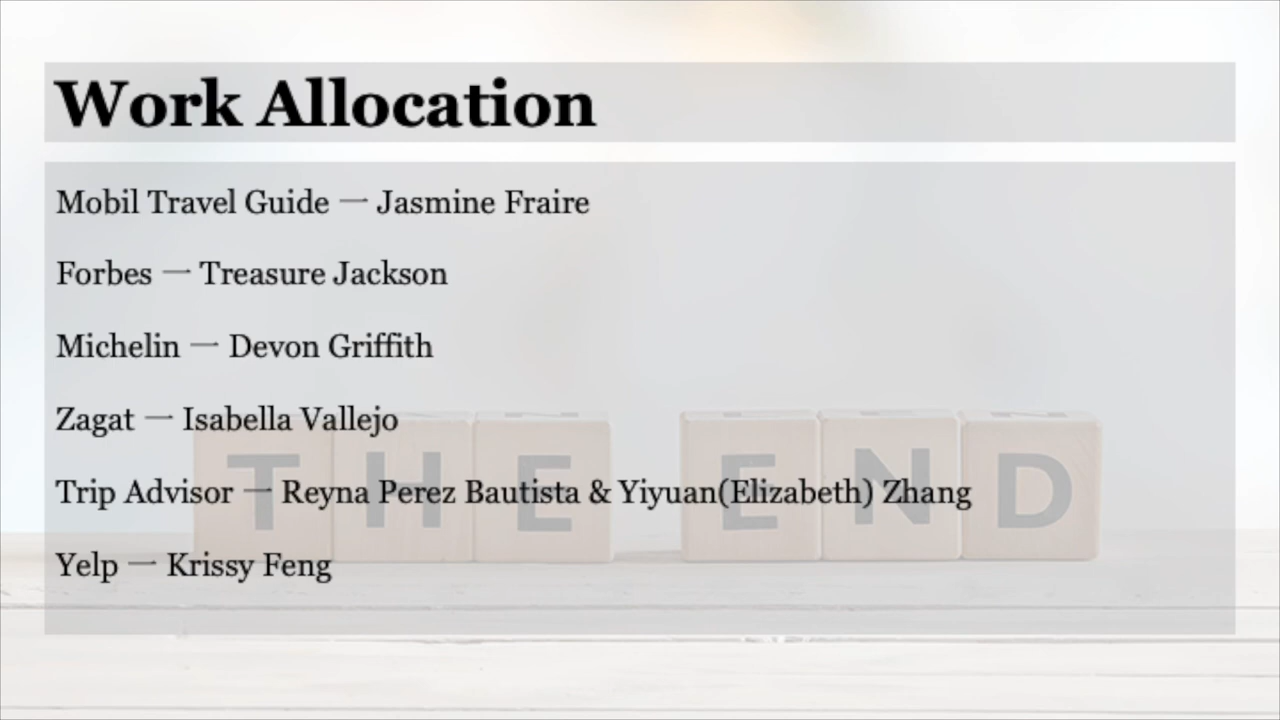 Work Allocation
Mobil Travel Guide — Jasmine Fraire
Forbes — Treasure Jackson
Michelin — Devon Griffith
Zagat — Isabella Vallejo
Trip Advisor — Reyna Perez Bautista & Yiyuan(Elizabeth) Zhang
Yelp — Krissy Feng
THE END